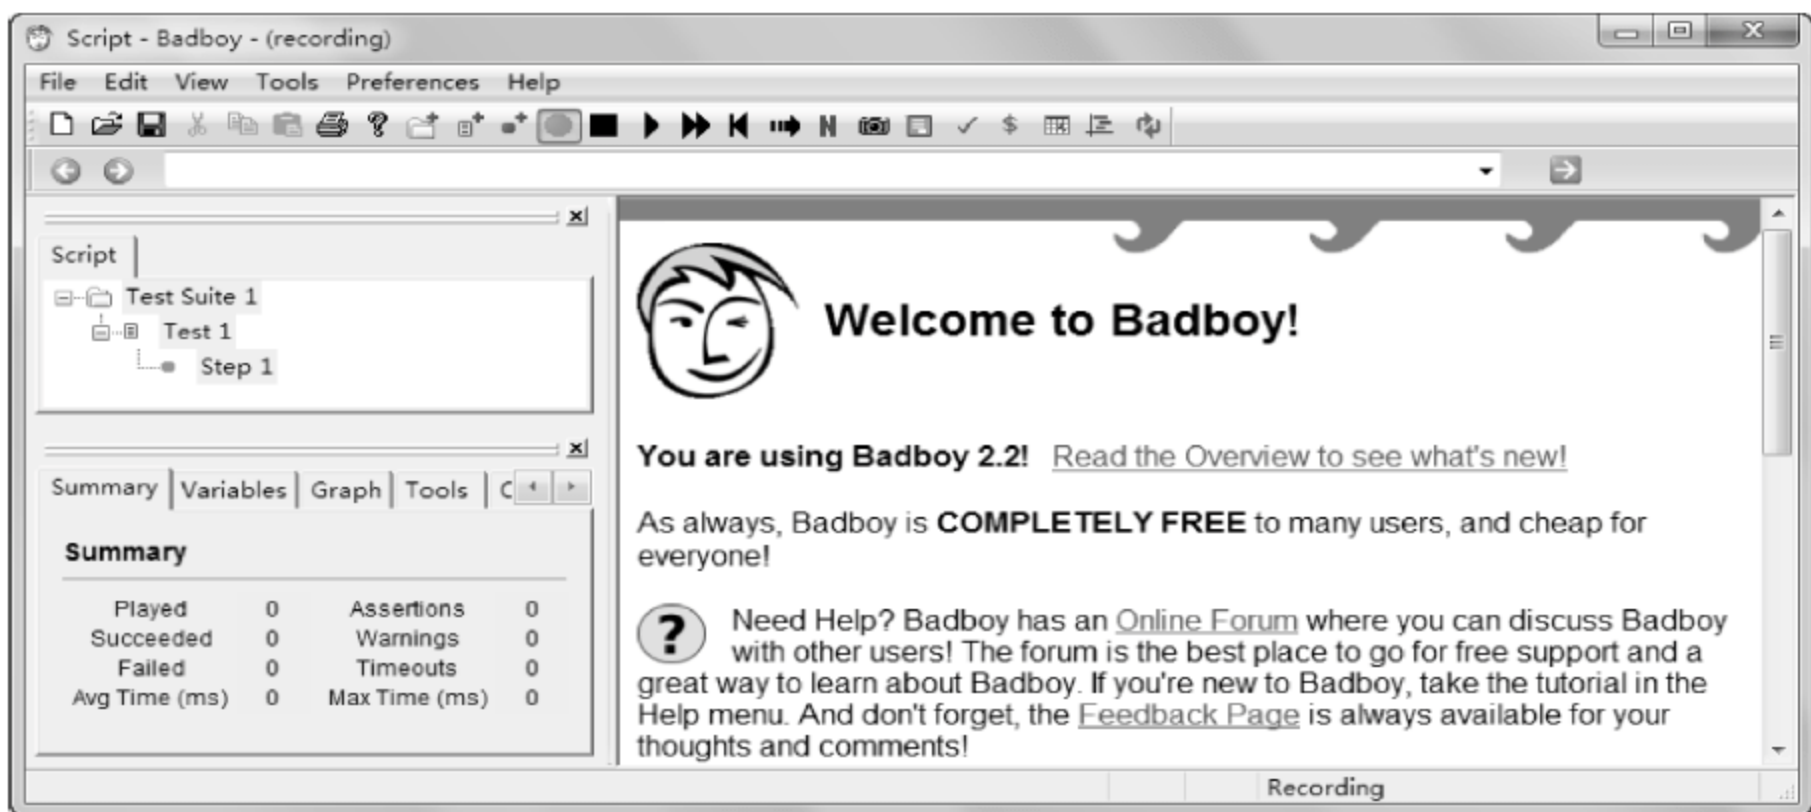 Script - Badboy - (recording)
File Edit View Tools Preferences Help
N $
Script
Test Suite 1
Test 1
Step 1
Summary Variables Graph Tools C
Summary
Played 0 Assertions 0
Succeeded 0 Warnings 0
Failed 0 Timeouts 0
Avg Time (ms) 0 Max Time (ms) 0
Welcome to Badboy!
You are using Badboy 2.2! Read the Overview to see what's new!
As always, Badboy is COMPLETELY FREE to many users, and cheap for
everyone!
? Need Help? Badboy has an Online Forum where you can discuss Badboy
with other users! The forum is the best place to go for free support and a
great way to learn about Badboy. If you're new to Badboy, take the tutorial in the
Help menu. And don't forget, the Feedback Page is always available for your
thoughts and comments!
Recording